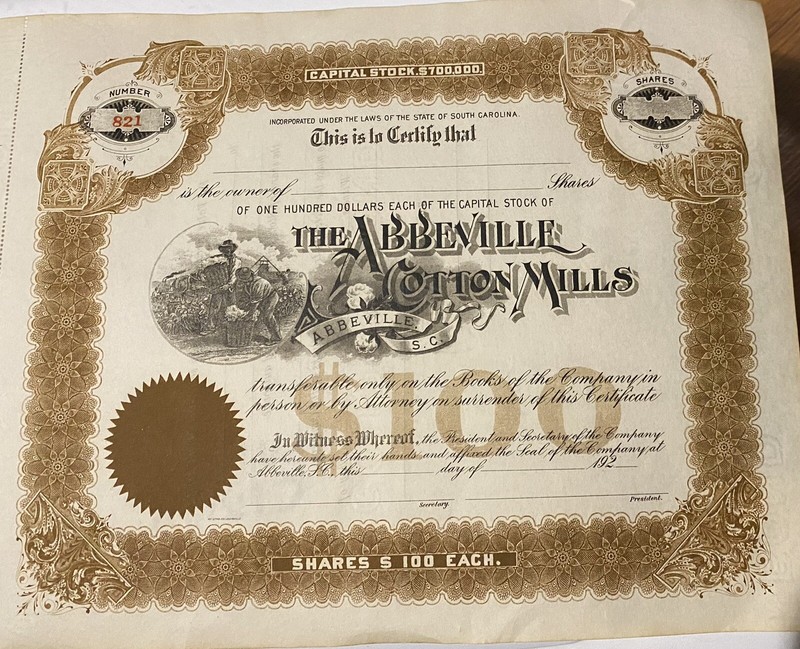 CAPITAL STOCK, $700,000.
NUMBER
821
SHARES
INCORPORATED UNDER THE LAWS OF THE STATE OF SOUTH CAROLINA.
This is to Certify that
is the owner of Shares
OF ONE HUNDRED DOLLARS EACH OF THE CAPITAL STOCK OF
THE ABBEVILLE
COTTON MILLS
ABBEVILLE,
S.C.
$100
transferable only on the Books of the Company in
person or by Attorney on surrender of this Certificate
In Witness Whereof, the President and Secretary of the Company
have hereunto set their hands and affixed the Seal of the Company at
Abbeville, S.C., this day of 192
Secretary.
President.
SHARES $ 100 EACH.